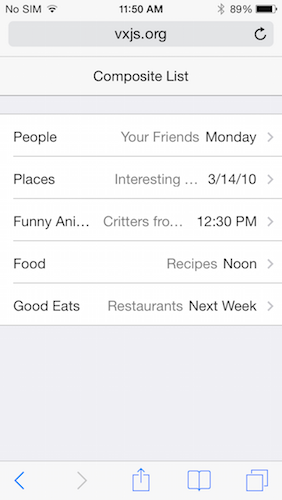 No SIM 11:50 AM 89%
vxjs.org
Composite List
People Your Friends Monday
Places Interesting ... 3/14/10
Funny Ani... Critters fro... 12:30 PM
Food Recipes Noon
Good Eats Restaurants Next Week